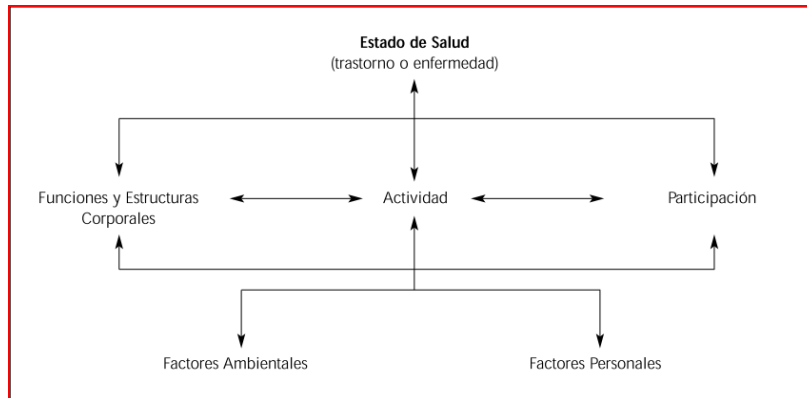 Estado de Salud
(trastorno o enfermedad)
Funciones y Estructuras
Corporales
Actividad
Participación
Factores Ambientales
Factores Personales